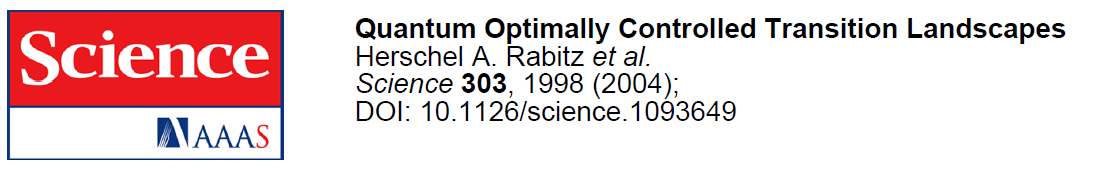 Science
AAAS
Quantum Optimally Controlled Transition Landscapes
Herschel A. Rabitz et al.
Science 303, 1998 (2004);
DOI: 10.1126/science.1093649